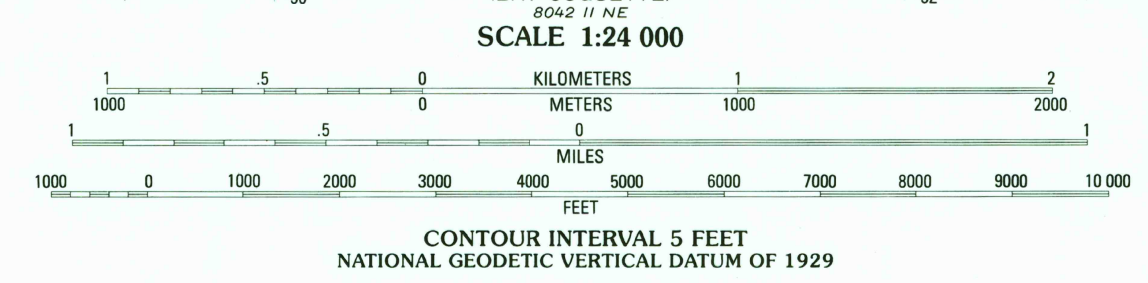 8042 II NE
SCALE 1:24 000
1 .5 0 KILOMETERS 1 2
1000 0 METERS 1000 2000
1 .5 0 1
MILES
1000 0 1000 2000 3000 4000 5000 6000 7000 8000 9000 10 000
FEET
CONTOUR INTERVAL 5 FEET
NATIONAL GEODETIC VERTICAL DATUM OF 1929